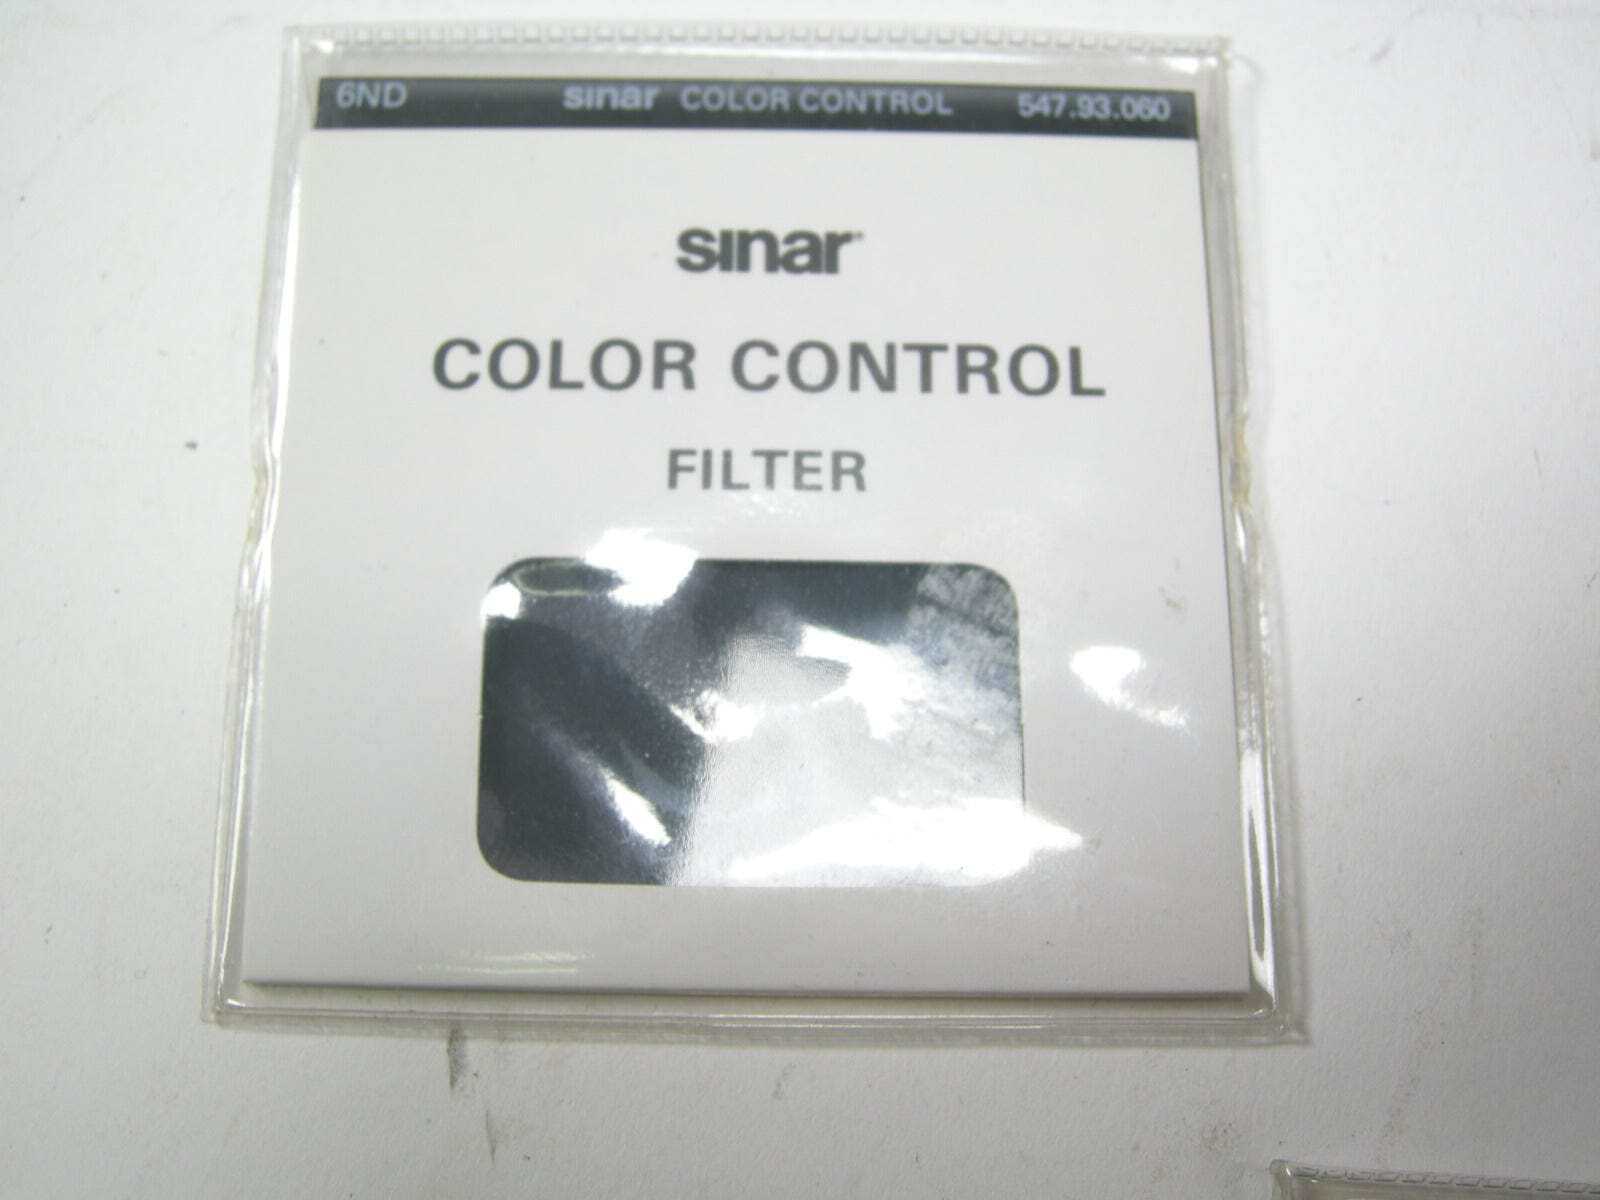 6ND sinar COLOR CONTROL 547.93.060
sinar
COLOR CONTROL
FILTER